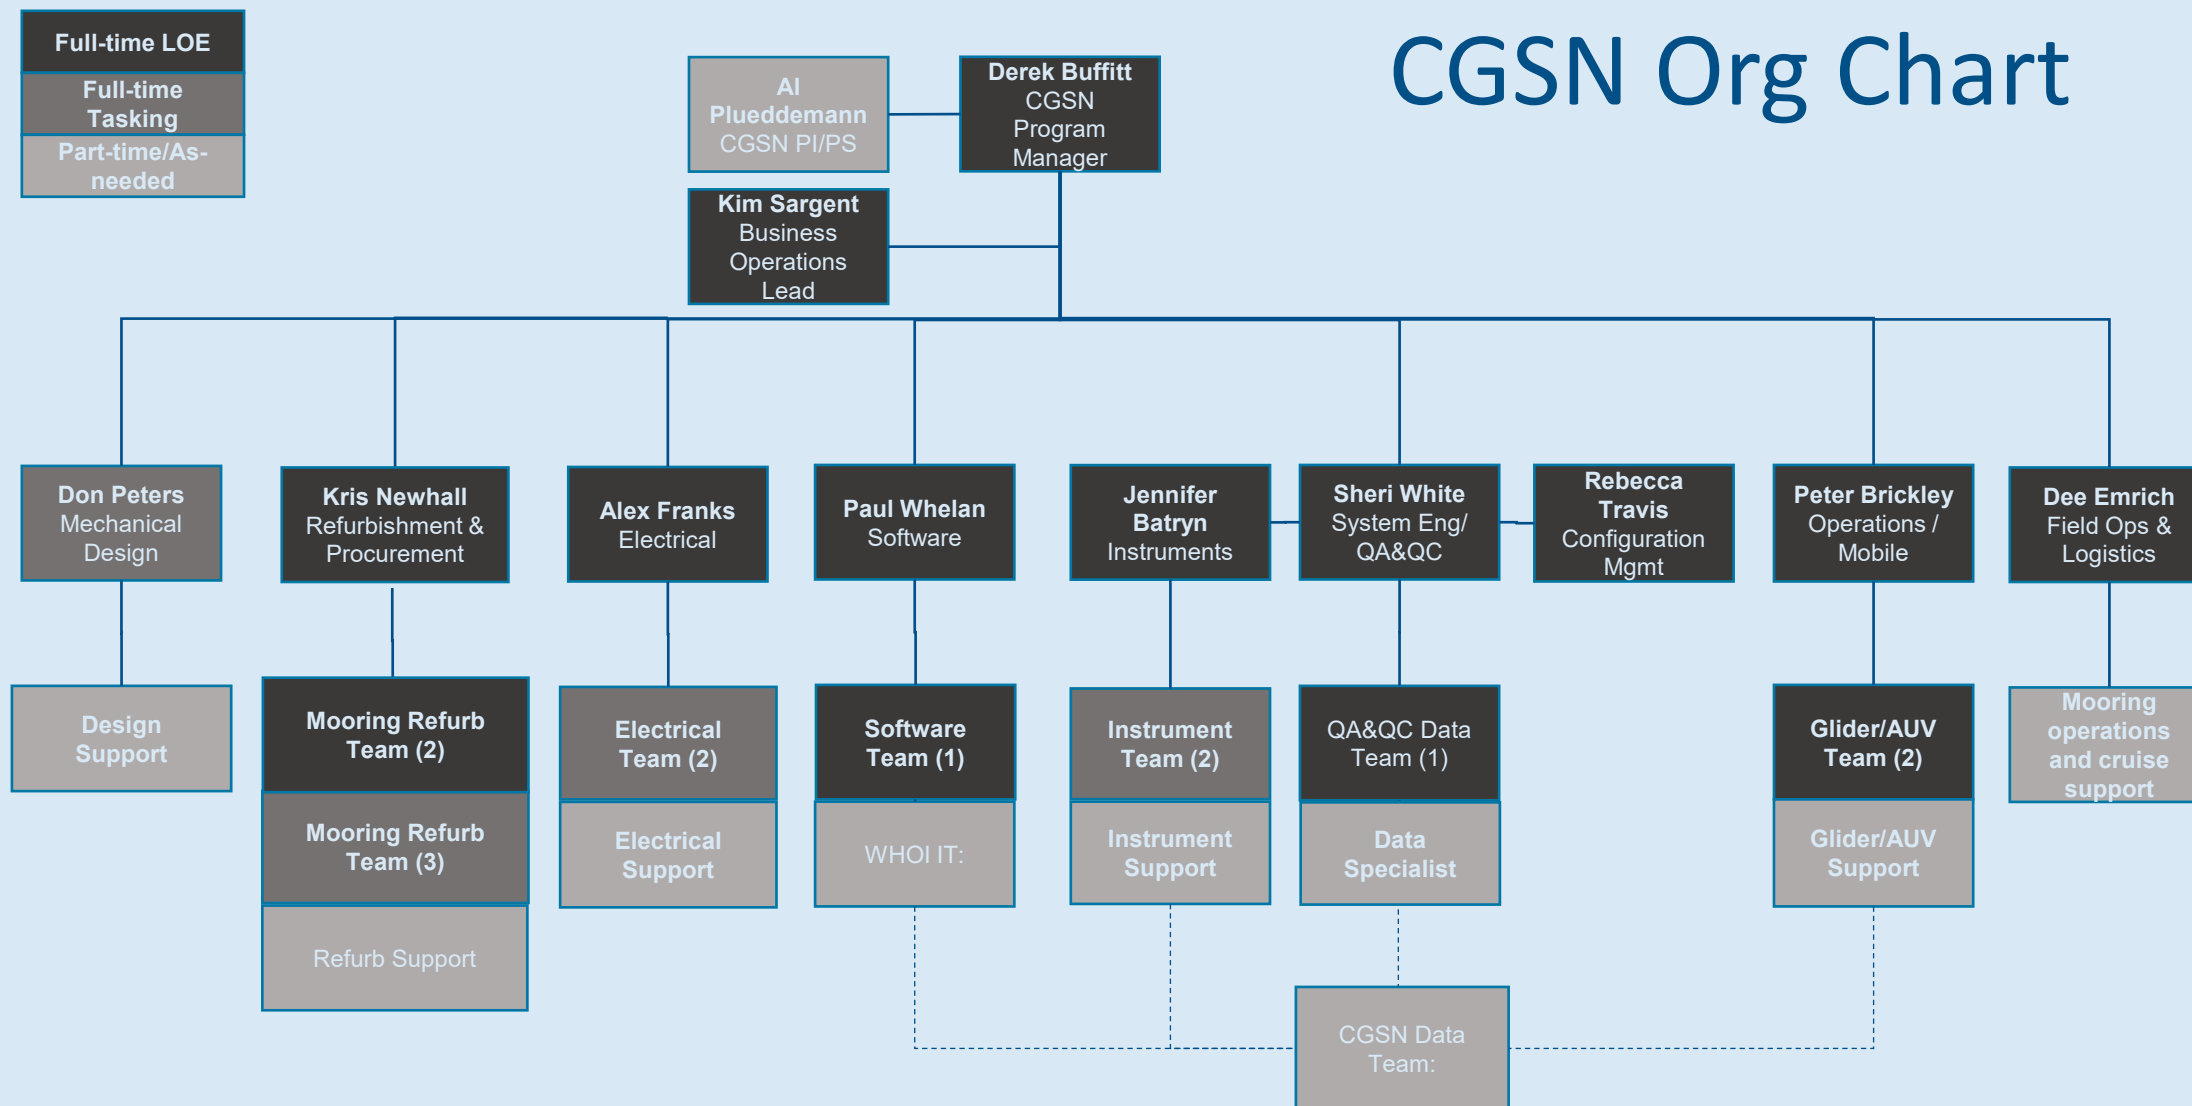 CGSN Org Chart
Full-time LOE
Full-time
Tasking
Part-time/As-
needed
Al
Plueddemann
CGSN PI/PS
Derek Buffitt
CGSN
Program
Manager
Kim Sargent
Business
Operations
Lead
Don Peters
Mechanical
Design
Kris Newhall
Refurbishment &
Procurement
Alex Franks
Electrical
Paul Whelan
Software
Jennifer
Batryn
Instruments
Sheri White
System Eng/
QA&QC
Rebecca
Travis
Configuration
Mgmt
Peter Brickley
Operations /
Mobile
Dee Emrich
Field Ops &
Logistics
Design
Support
Mooring Refurb
Team (2)
Mooring Refurb
Team (3)
Refurb Support
Electrical
Team (2)
Electrical
Support
Software
Team (1)
WHOI IT:
Instrument
Team (2)
Instrument
Support
QA&QC Data
Team (1)
Data
Specialist
Glider/AUV
Team (2)
Glider/AUV
Support
Mooring
operations
and cruise
support
CGSN Data
Team: